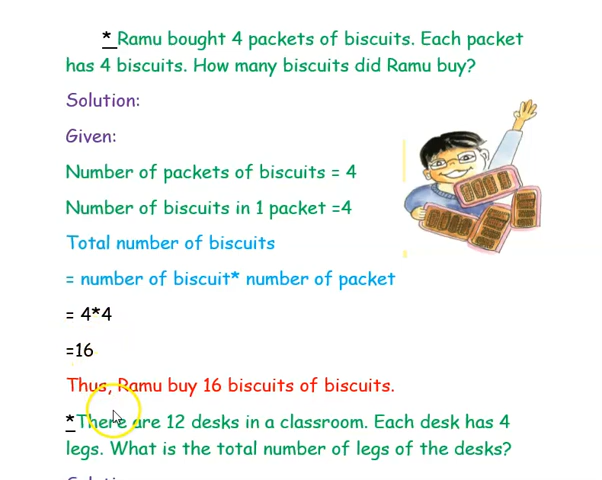 * Ramu bought 4 packets of biscuits. Each packet
has 4 biscuits. How many biscuits did Ramu buy?
Solution:
Given:
Number of packets of biscuits = 4
Number of biscuits in 1 packet =4
Total number of biscuits
= number of biscuit* number of packet
= 4*4
=16
Thus, Ramu buy 16 biscuits of biscuits.
*There are 12 desks in a classroom. Each desk has 4
legs. What is the total number of legs of the desks?